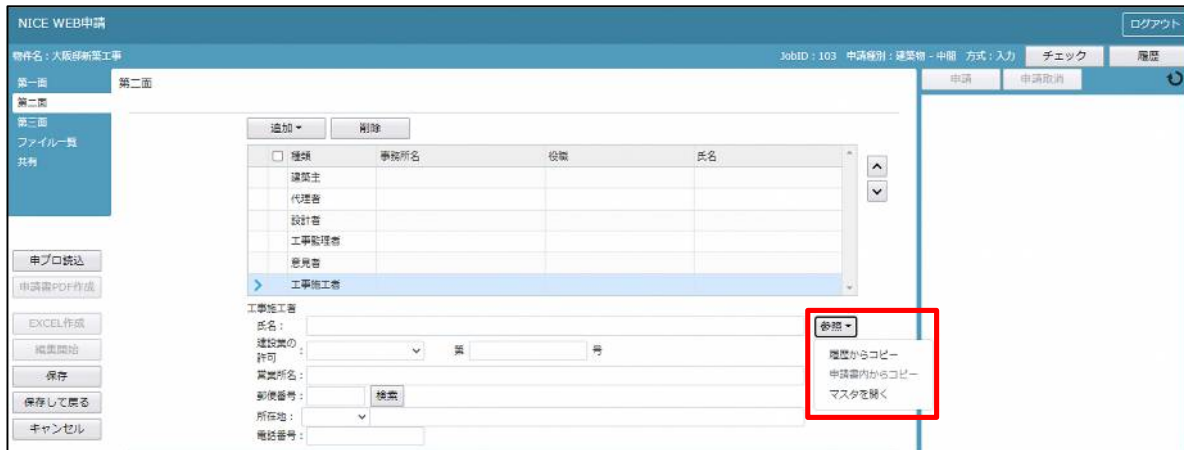 NICE WEB申請
ログアウト
物件名：大阪邸新築工事
JobID：103 申請種別：建築物 - 中間 方式：入力
チェック
履歴
第一面
第二面
第三面
ファイル一覧
共有
第二面
申請
申請取消
追加
削除
種類 事務所名 役職 氏名
建築主
代理者
設計者
工事監理者
意見者
工事施工者
申プロ読込
申請書PDF作成
EXCEL作成
編集開始
保存
保存して戻る
キャンセル
工事施工者
氏名：
参照
建設業の許可： 第 号
営業所名：
郵便番号： 検索
所在地：
電話番号：
履歴からコピー
申請書内からコピー
マスタを開く